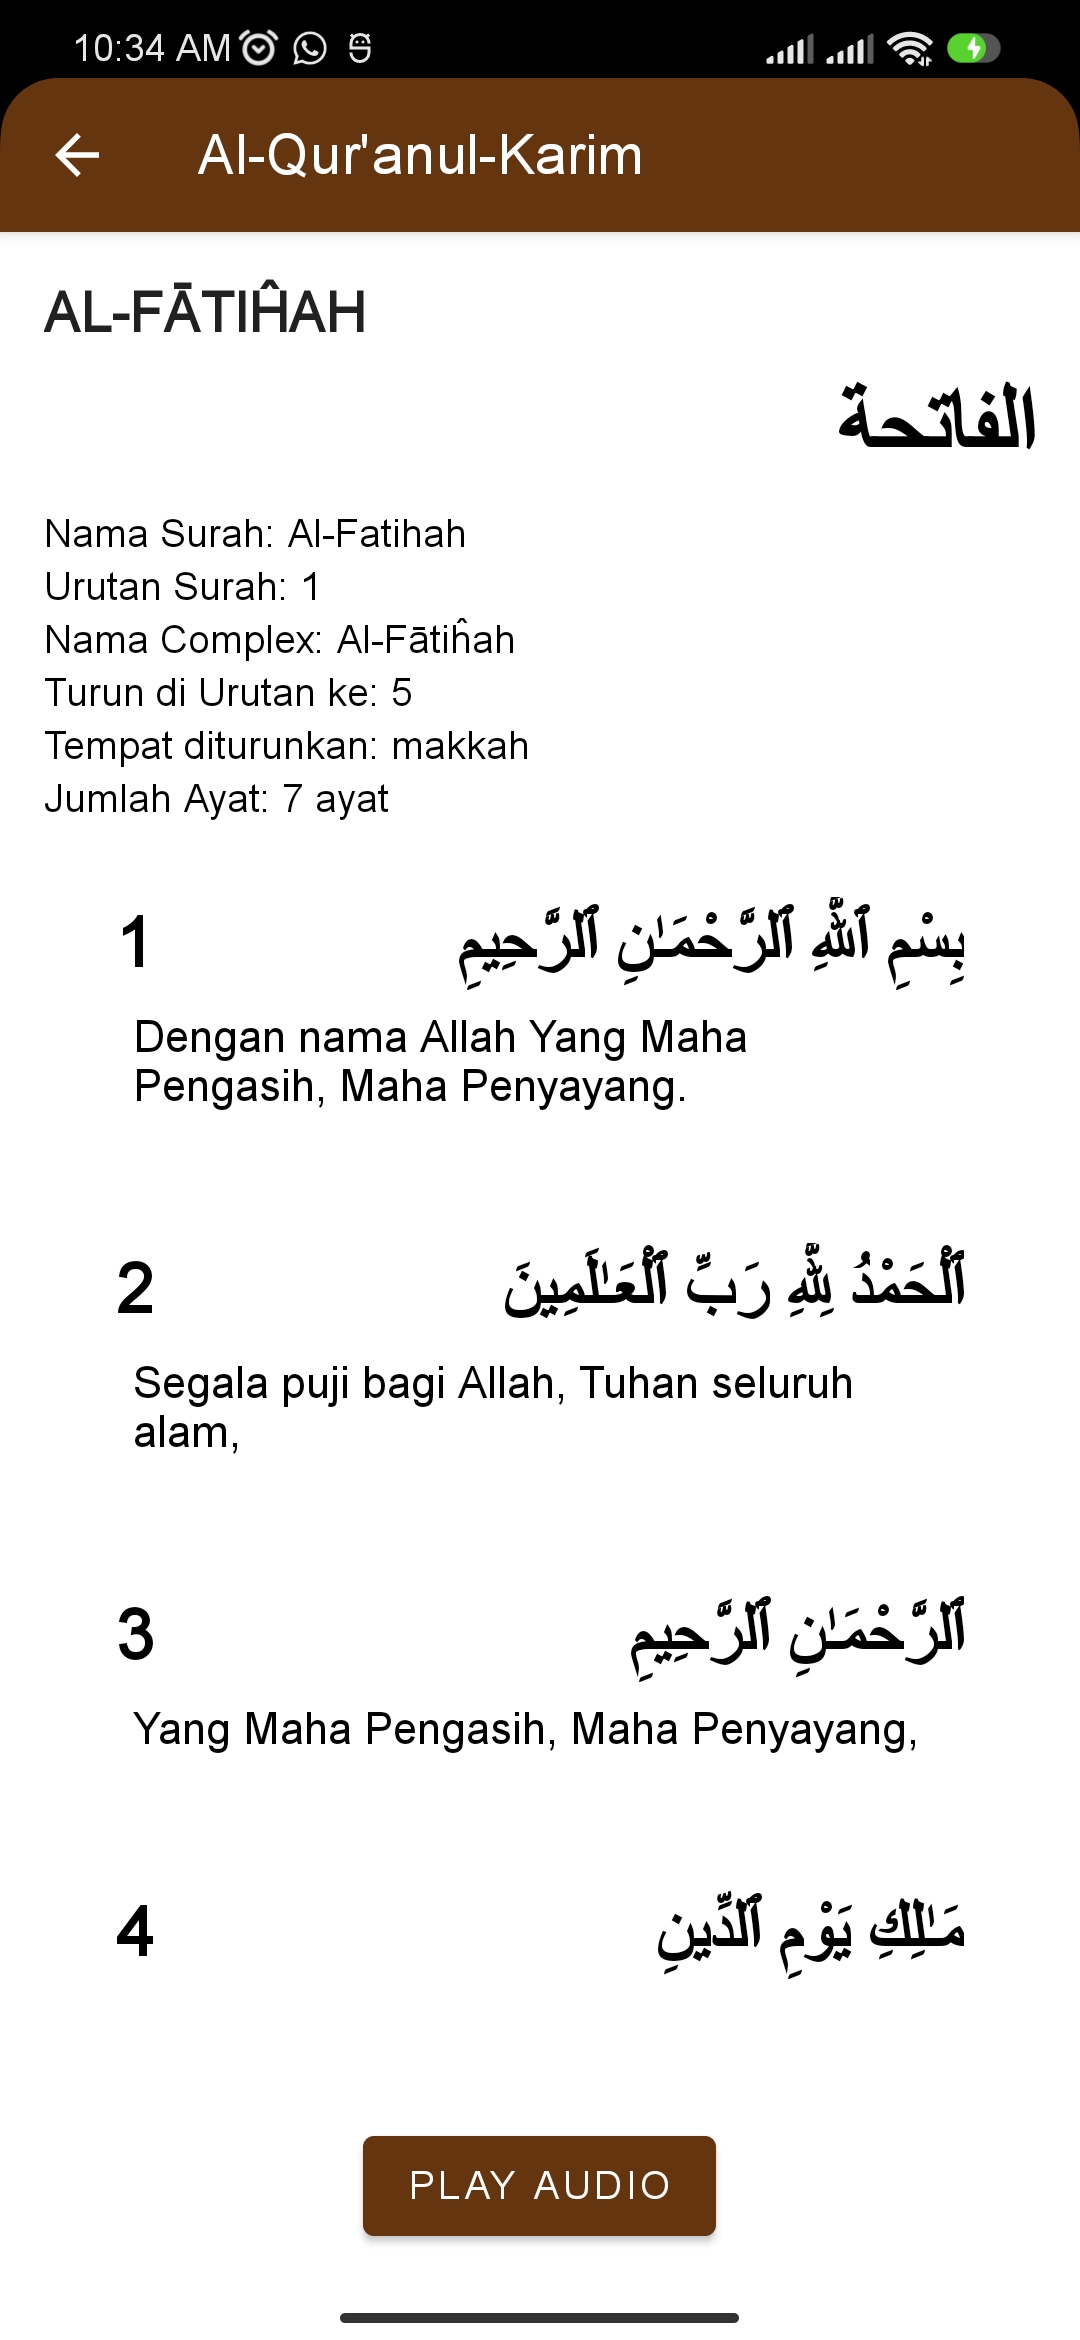 10:34 AM
Al-Qur'anul-Karim
AL-FĀTIĤAH
الفاتحة
Nama Surah: Al-Fatihah
Urutan Surah: 1
Nama Complex: Al-Fātiĥah
Turun di Urutan ke: 5
Tempat diturunkan: makkah
Jumlah Ayat: 7 ayat
1 بِسْمِ ٱللَّهِ ٱلرَّحْمَـٰنِ ٱلرَّحِيمِ
Dengan nama Allah Yang Maha
Pengasih, Maha Penyayang.
2 ٱلْحَمْدُ لِلَّهِ رَبِّ ٱلْعَـٰلَمِينَ
Segala puji bagi Allah, Tuhan seluruh
alam,
3 ٱلرَّحْمَـٰنِ ٱلرَّحِيمِ
Yang Maha Pengasih, Maha Penyayang,
4 مَـٰلِكِ يَوْمِ ٱلدِّينِ
PLAY AUDIO